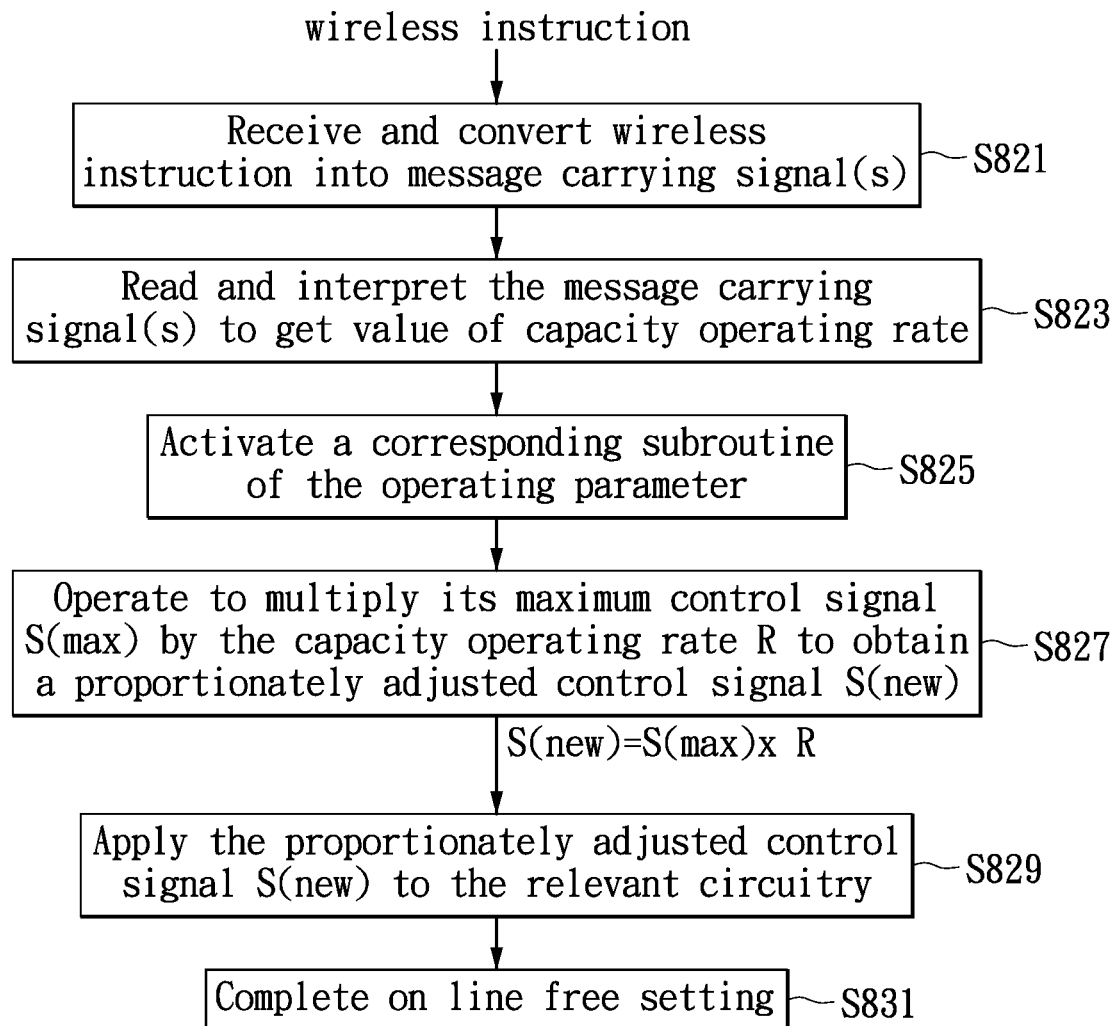 wireless instruction
Receive and convert wireless
instruction into message carrying signal(s)
S821
Read and interpret the message carrying
signal(s) to get value of capacity operating rate
S823
Activate a corresponding subroutine
of the operating parameter
S825
Operate to multiply its maximum control signal
S(max) by the capacity operating rate R to obtain
a proportionately adjusted control signal S(new)
S827
S(new)=S(max)x R
Apply the proportionately adjusted control
signal S(new) to the relevant circuitry
S829
Complete on line free setting
S831